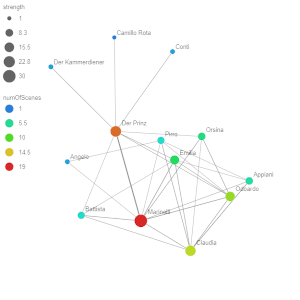 strength
1
8.3
15.5
22.8
30
numOfScenes
1
5.5
10
14.5
19
Camillo Rota
Conti
Der Kammerdiener
Der Prinz
Pirro
Orsina
Angelo
Emilia
Appiani
Odoardo
Battista
Marinelli
Claudia